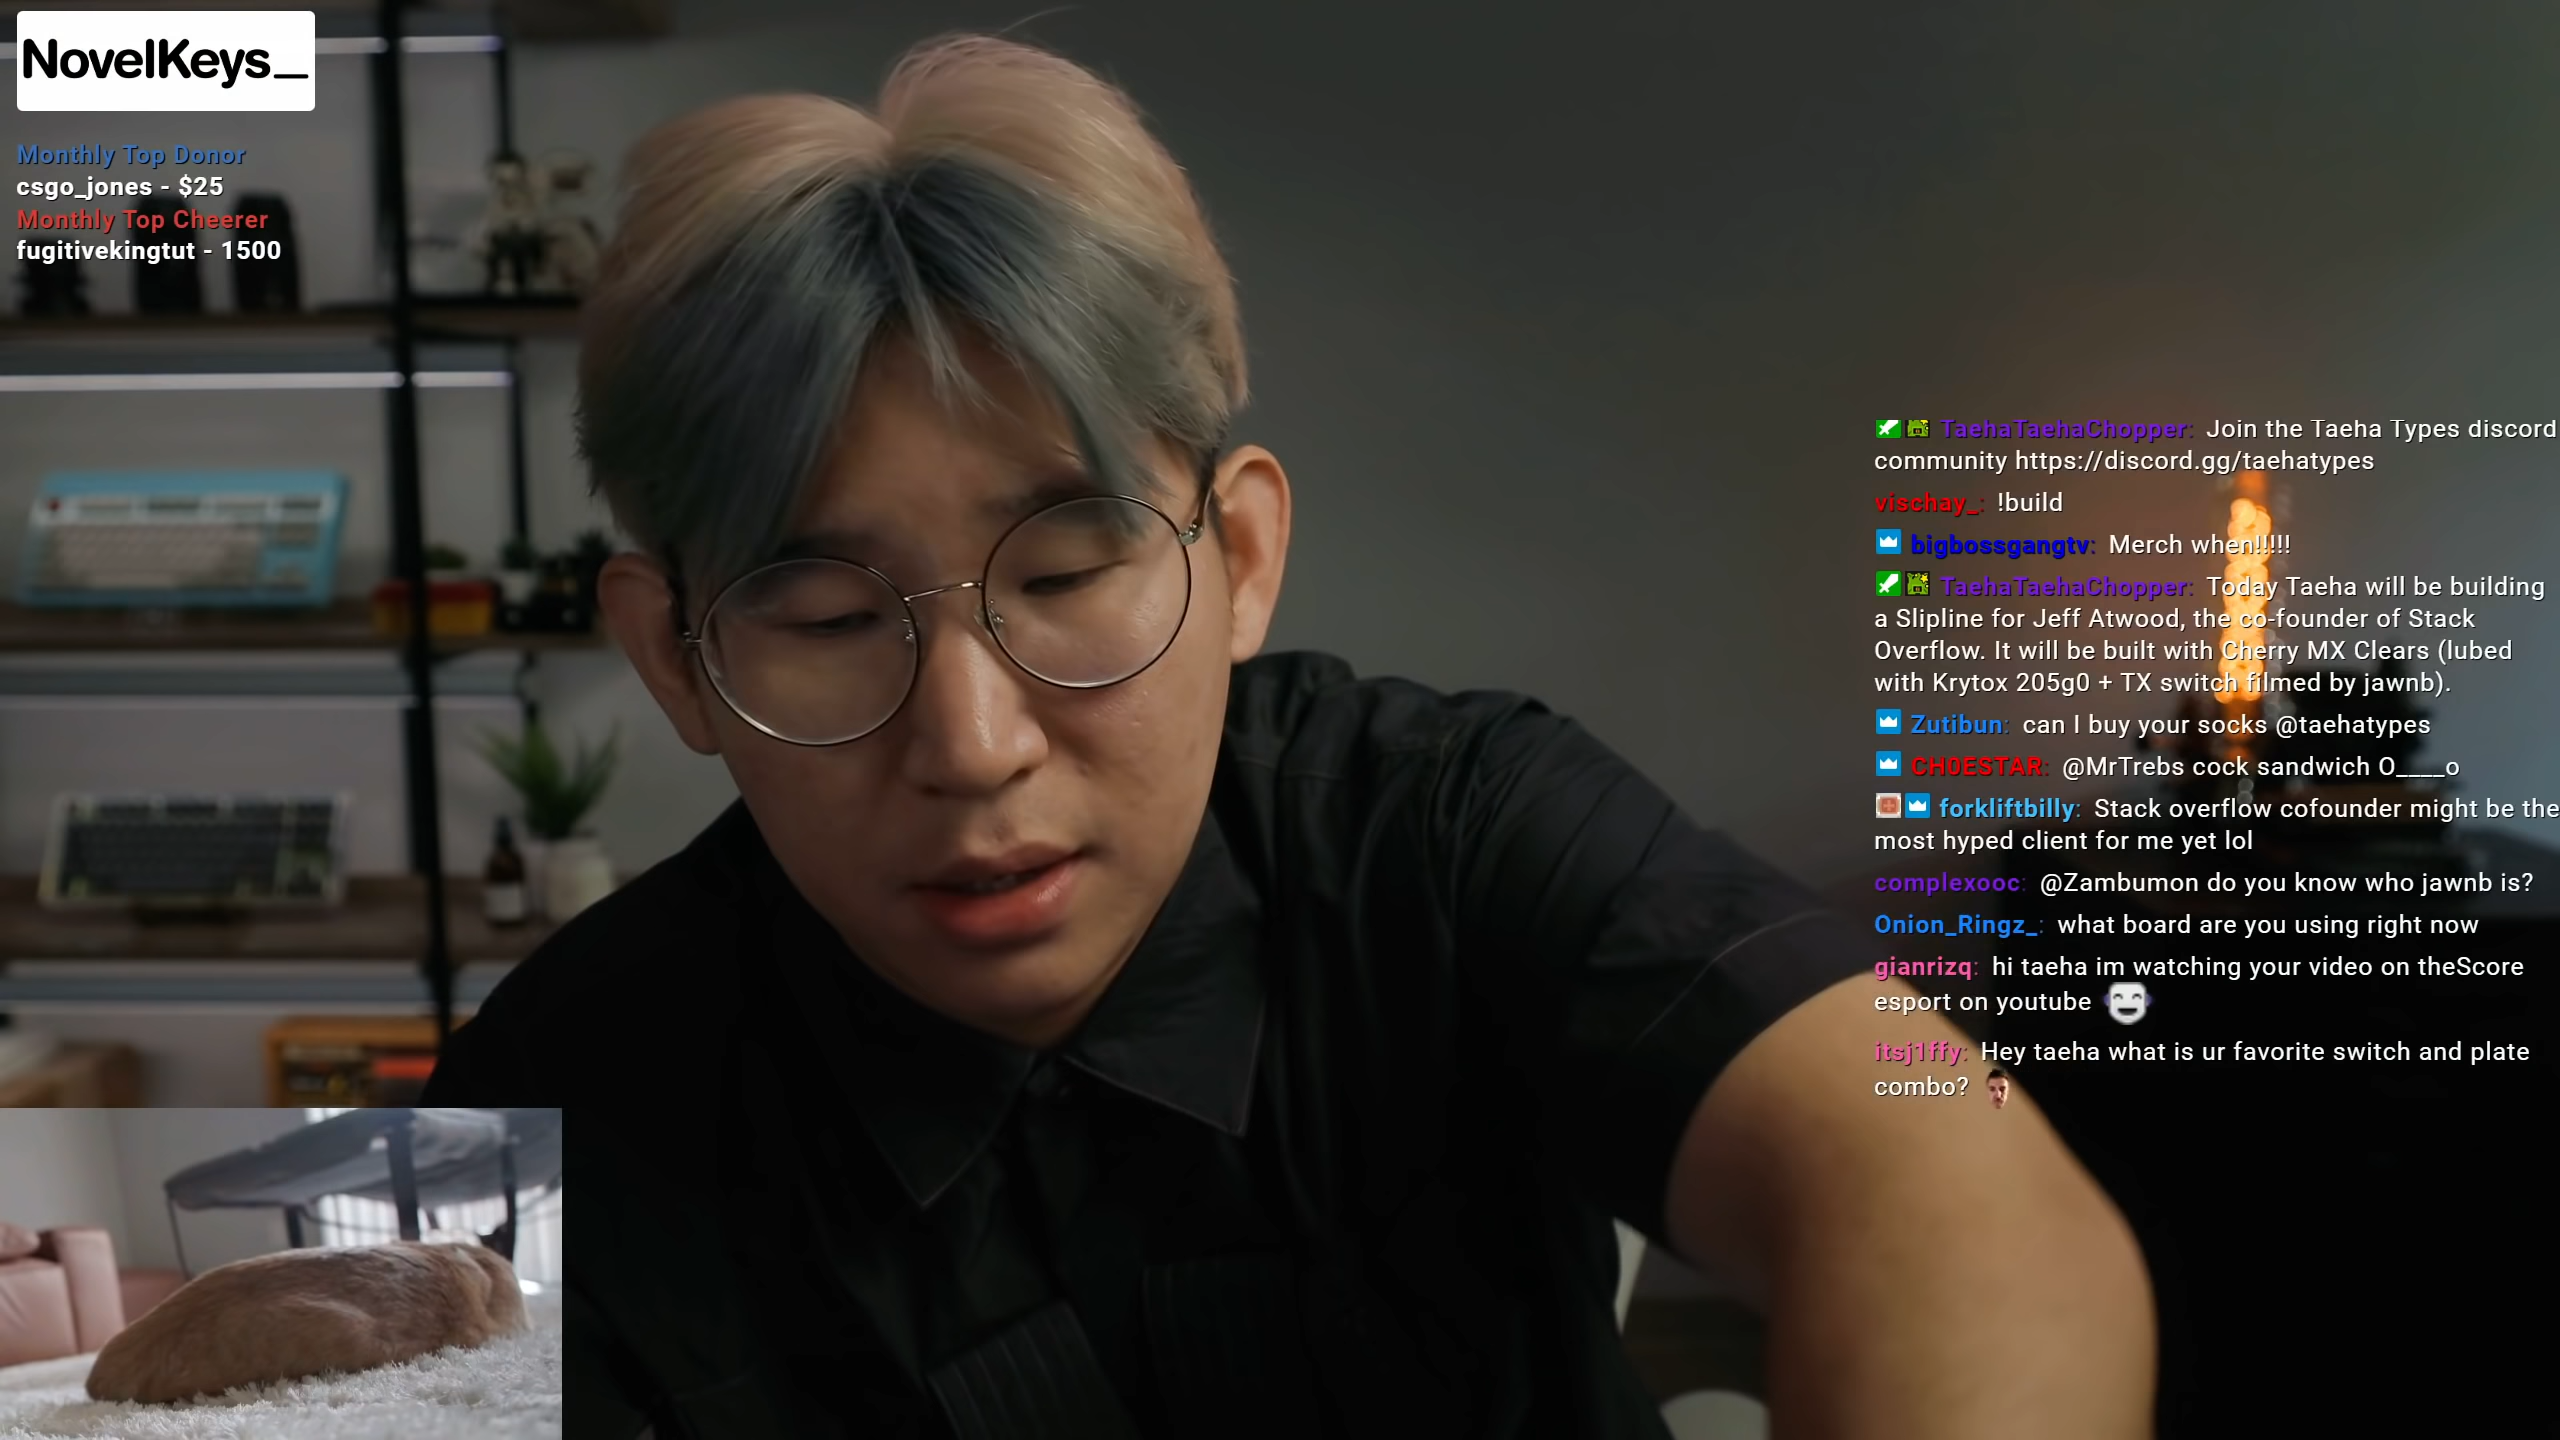 NovelKeys_
Monthly Top Donor
csgo_jones - $25
Monthly Top Cheerer
fugitivekingtut - 1500
TaehaTaehaChopper: Join the Taeha Types discord
community https://discord.gg/taehatypes
vischay_: !build
bigbossgangtv: Merch when!!!!!
TaehaTaehaChopper: Today Taeha will be building
a Slipline for Jeff Atwood, the co-founder of Stack
Overflow. It will be built with Cherry MX Clears (lubed
with Krytox 205g0 + TX switch filmed by jawnb).
Zutibun: can I buy your socks @taehatypes
CH0ESTAR: @MrTrebs cock sandwich O____o
forkliftbilly: Stack overflow cofounder might be the
most hyped client for me yet lol
complexooc: @Zambumon do you know who jawnb is?
Onion_Ringz_: what board are you using right now
gianrizq: hi taeha im watching your video on theScore
esport on youtube
itsj1ffy: Hey taeha what is ur favorite switch and plate
combo?